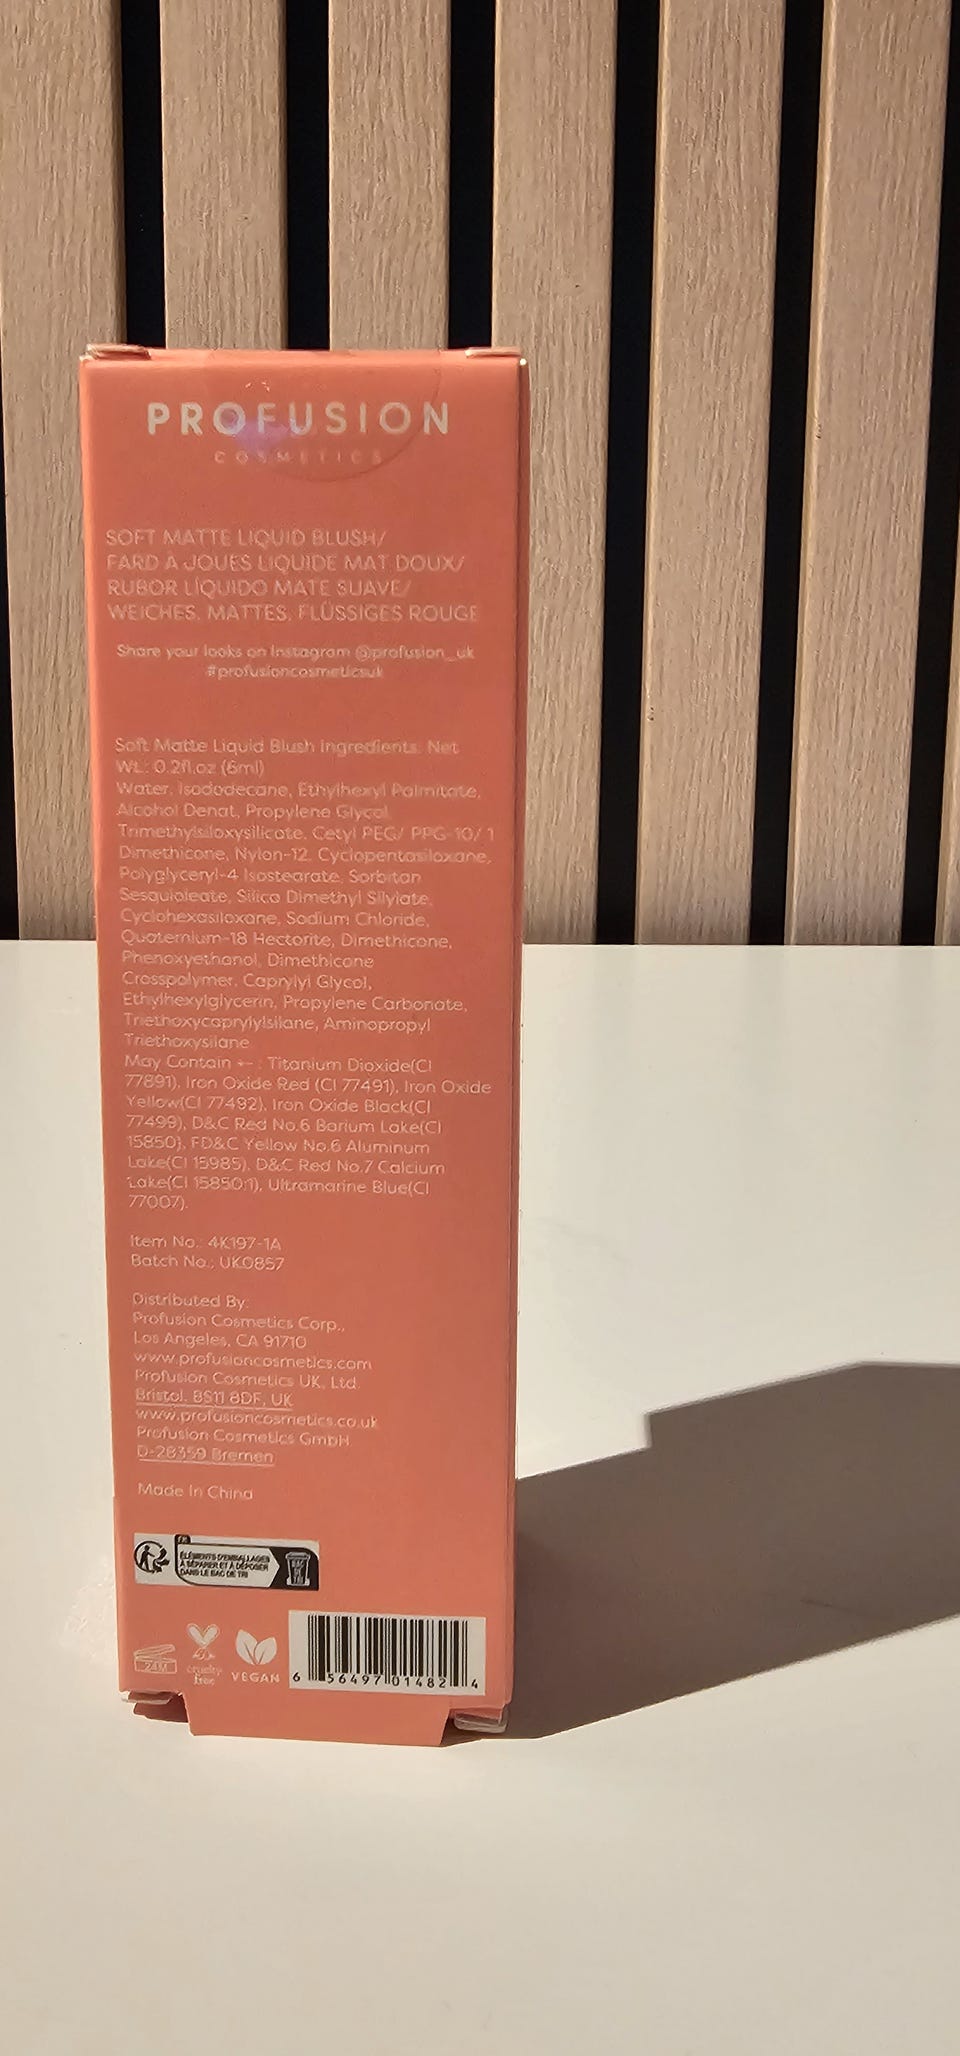 PROFUSION
COSMETICS
SOFT MATTE LIQUID BLUSH/
FARD À JOUES LIQUIDE MAT DOUX/
RUBOR LÍQUIDO MATE SUAVE/
WEICHES, MATTES, FLÜSSIGES ROUGE
Share your looks on Instagram @profusion_uk
#profusioncosmeticsuk
Soft Matte Liquid Blush Ingredients: Net
Wt.: 0.2fl.oz (6ml)
Water, Isododecane, Ethylhexyl Palmitate,
Alcohol Denat, Propylene Glycol,
Trimethylsiloxysilicate, Cetyl PEG/ PPG-10/ 1
Dimethicone, Nylon-12, Cyclopentasiloxane,
Polyglyceryl-4 Isostearate, Sorbitan
Sesquioleate, Silica Dimethyl Silylate,
Cyclohexasiloxane, Sodium Chloride,
Quaternium-18 Hectorite, Dimethicone,
Phenoxyethanol, Dimethicone
Crosspolymer, Caprylyl Glycol,
Ethylhexylglycerin, Propylene Carbonate,
Triethoxycaprylylsilane, Aminopropyl
Triethoxysilane
May Contain +- : Titanium Dioxide(CI
77891), Iron Oxide Red (CI 77491), Iron Oxide
Yellow(CI 77492), Iron Oxide Black(CI
77499), D&C Red No.6 Barium Lake(CI
15850), FD&C Yellow No.6 Aluminum
Lake(CI 15985), D&C Red No.7 Calcium
Lake(CI 15850:1), Ultramarine Blue(CI
77007).
Item No.: 4K197-1A
Batch No.: UK0857
Distributed By:
Profusion Cosmetics Corp.,
Los Angeles, CA 91710
www.profusioncosmetics.com
Profusion Cosmetics UK, Ltd.
Bristol, BS11 8DF, UK
www.profusioncosmetics.co.uk
Profusion Cosmetics GmbH
D-28359 Bremen
Made In China
FR
ÉLÉMENTS D'EMBALLAGES
À SÉPARER ET À DÉPOSER
DANS LE BAC DE TRI
BAC
DE
TRI
24M
cruelty
free
VEGAN
6 56497 01482 4